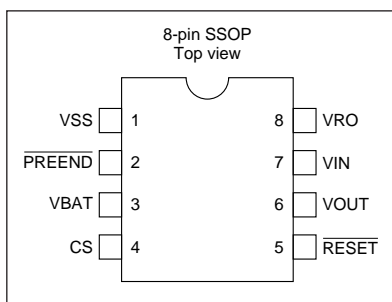 8-pin SSOP
Top view
VSS 1 8 VRO
PREEND 2 7 VIN
VBAT 3 6 VOUT
CS 4 5 RESET